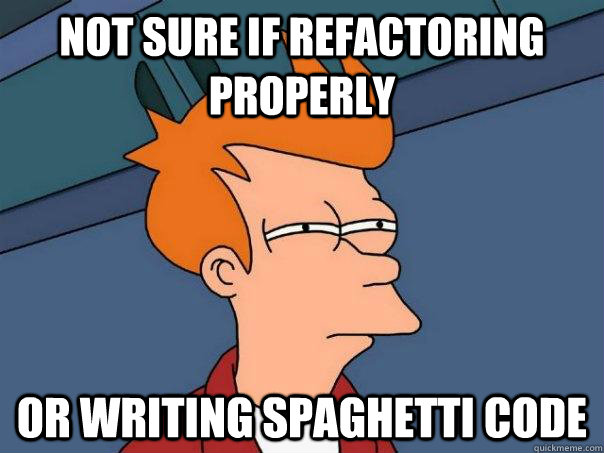 NOT SURE IF REFACTORING
PROPERLY
OR WRITING SPAGHETTI CODE
quickmeme.com